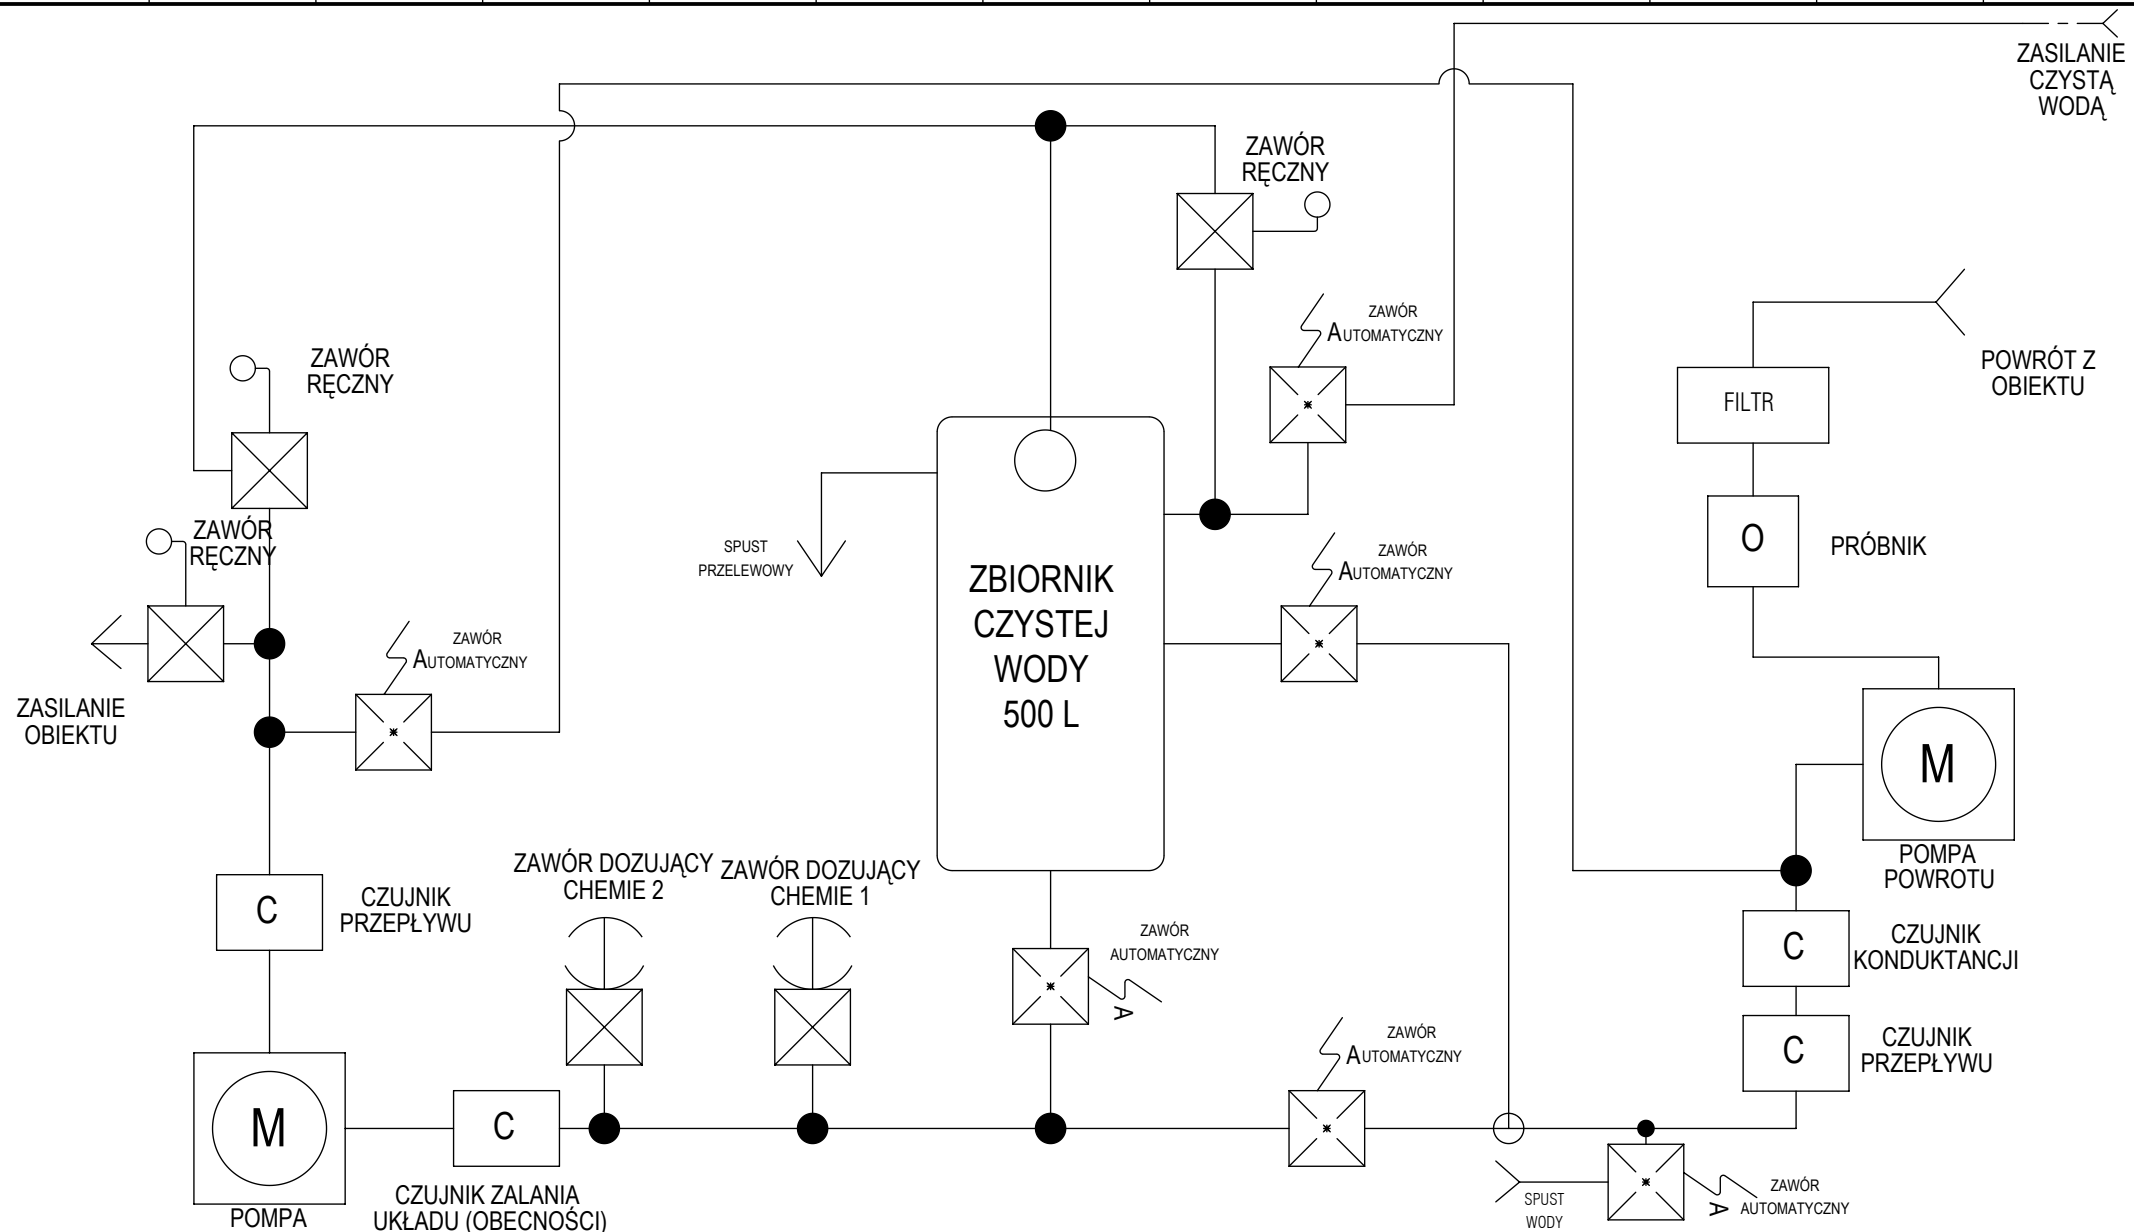 ZASILANIE
CZYSTĄ
WODĄ
ZAWÓR
RĘCZNY
ZAWÓR
AUTOMATYCZNY
ZAWÓR
RĘCZNY
POWRÓT Z
OBIEKTU
FILTR
ZAWÓR
RĘCZNY
O
PRÓBNIK
SPUST
PRZELEWOWY
ZBIORNIK
CZYSTEJ
WODY
500 L
ZAWÓR
AUTOMATYCZNY
ZAWÓR
AUTOMATYCZNY
ZASILANIE
OBIEKTU
M
POMPA
POWROTU
ZAWÓR DOZUJĄCY
CHEMIE 2
ZAWÓR DOZUJĄCY
CHEMIE 1
C
CZUJNIK
PRZEPŁYWU
ZAWÓR
AUTOMATYCZNY
A
C
CZUJNIK
KONDUKTANCJI
C
CZUJNIK
PRZEPŁYWU
ZAWÓR
AUTOMATYCZNY
M
POMPA
C
CZUJNIK ZALANIA
UKŁADU (OBECNOŚCI)
SPUST
WODY
A
ZAWÓR
AUTOMATYCZNY